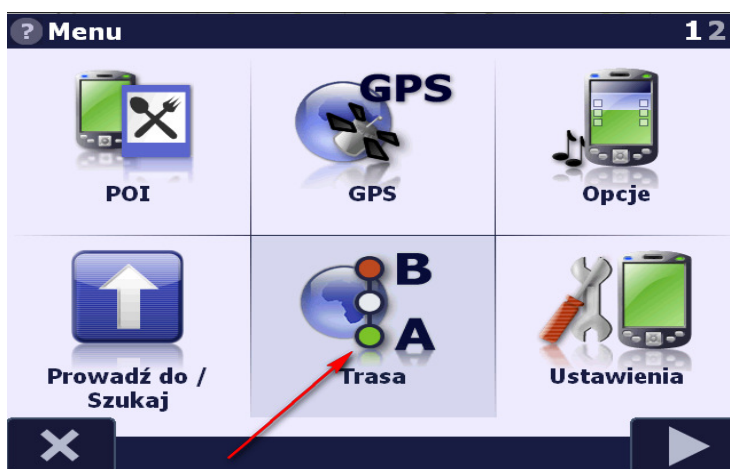 ? Menu
1 2
GPS
POI
GPS
Opcje
B
A
Prowadź do /
Szukaj
Trasa
Ustawienia